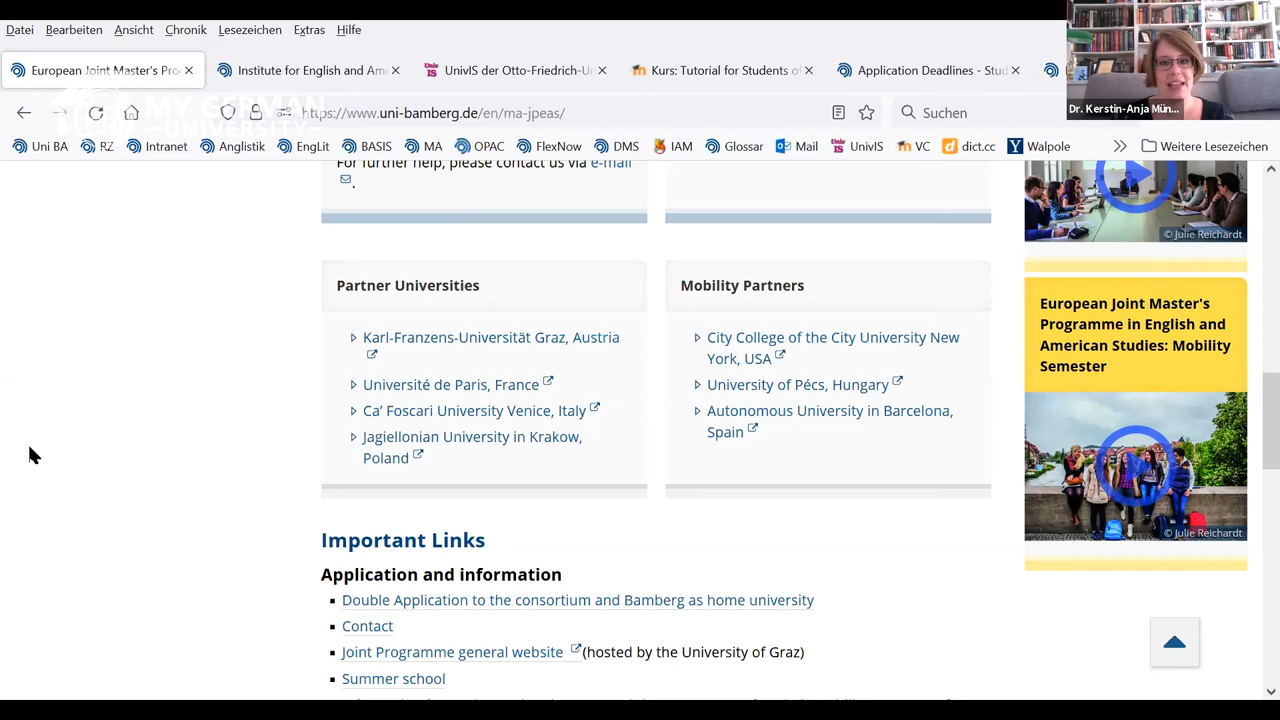 Datei Bearbeiten Ansicht Chronik Lesezeichen Extras Hilfe
European Joint Master's Pro
Institute for English and Ame
UnivIS der Otto-Friedrich-Un
Kurs: Tutorial for Students of
Application Deadlines - Stud
MY GERMAN
UNIVERSITY
https://www.uni-bamberg.de/en/ma-jpeas/
Suchen
Dr. Kerstin-Anja Mün...
Uni BA RZ Intranet Anglistik EngLit BASIS MA OPAC FlexNow DMS IAM Glossar Mail UnivIS VC dict.cc Walpole Weitere Lesezeichen
For further help, please contact us via e-mail
.
© Julie Reichardt
Partner Universities
Karl-Franzens-Universität Graz, Austria
Université de Paris, France
Ca’ Foscari University Venice, Italy
Jagiellonian University in Krakow,
Poland
Mobility Partners
City College of the City University New
York, USA
University of Pécs, Hungary
Autonomous University in Barcelona,
Spain
European Joint Master's
Programme in English and
American Studies: Mobility
Semester
© Julie Reichardt
Important Links
Application and information
Double Application to the consortium and Bamberg as home university
Contact
Joint Programme general website (hosted by the University of Graz)
Summer school